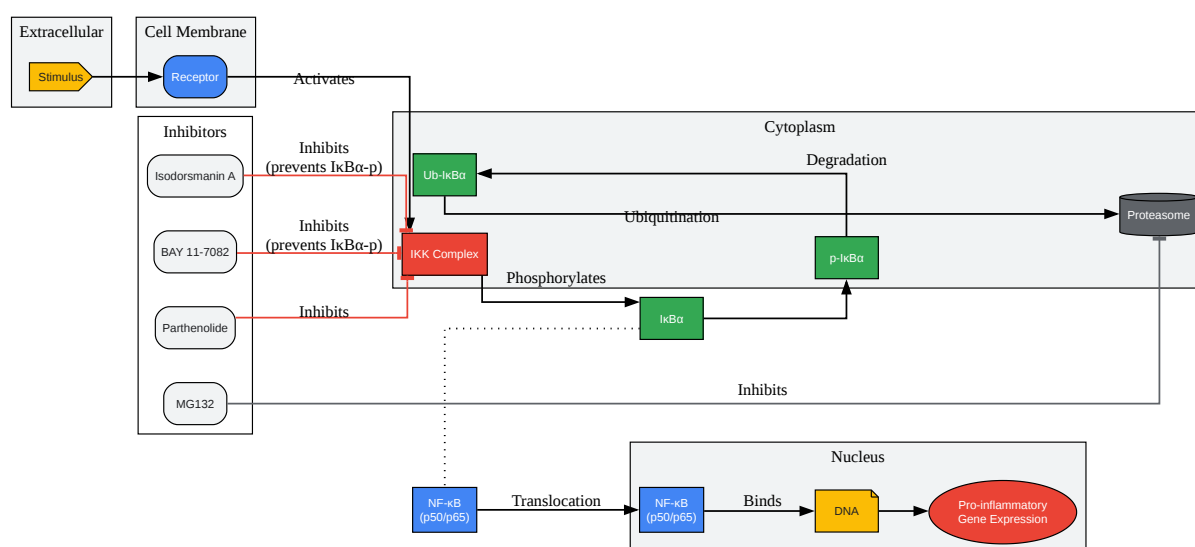 Extracellular
Cell Membrane
Stimulus
Receptor
Activates
Inhibitors
Cytoplasm
Isodorsmanin A
Inhibits
(prevents IκBα-p)
Ub-IκBα
Degradation
Ubiquitination
Proteasome
BAY 11-7082
Inhibits
(prevents IκBα-p)
IKK Complex
p-IκBα
Phosphorylates
Parthenolide
Inhibits
IκBα
MG132
Inhibits
Nucleus
NF-κB
(p50/p65)
Translocation
NF-κB
(p50/p65)
Binds
DNA
Pro-inflammatory
Gene Expression